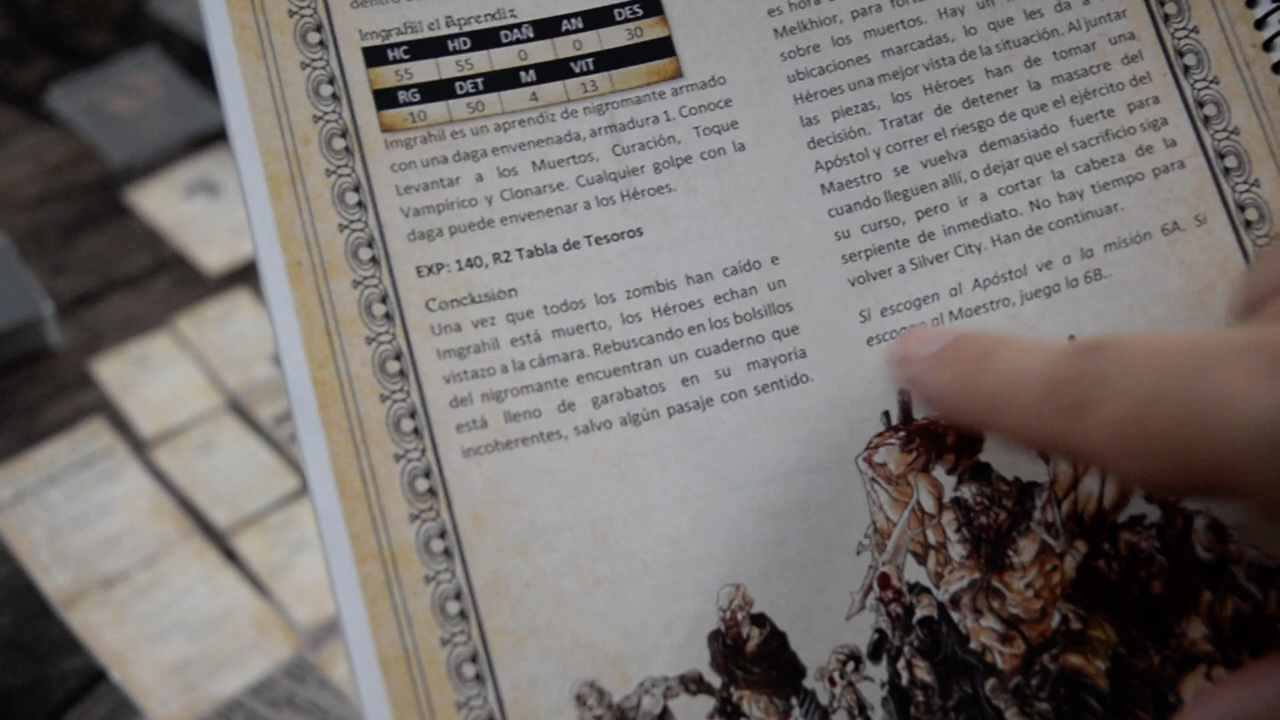 Imgrahil el Aprendiz
HC HD DAÑ AN DES
55 55 0 0 30
RG DET M VIT
-10 50 4 13
Imgrahil es un aprendiz de nigromante armado
con una daga envenenada, armadura 1. Conoce
Levantar a los Muertos, Curación, Toque
Vampírico y Clonarse. Cualquier golpe con la
daga puede envenenar a los Héroes.
EXP: 140, R2 Tabla de Tesoros
Conclusión
Una vez que todos los zombis han caído e
Imgrahil está muerto, los Héroes echan un
vistazo a la cámara. Rebuscando en los bolsillos
del nigromante encuentran un cuaderno que
está lleno de garabatos en su mayoría
incoherentes, salvo algún pasaje con sentido.
es hora
Melkhior, para
sobre los muertos. Hay un
ubicaciones marcadas, lo que les da a
Héroes una mejor vista de la situación. Al juntar
las piezas, los Héroes han de tomar una
decisión. Tratar de detener la masacre del
Apóstol y correr el riesgo de que el ejército del
Maestro se vuelva demasiado fuerte para
cuando lleguen allí, o dejar que el sacrificio siga
su curso, pero ir a cortar la cabeza de la
serpiente de inmediato. No hay tiempo para
volver a Silver City. Han de continuar.
Si escogen al Apóstol ve a la misión 6A. Si
escogen al Maestro, juega la 6B..